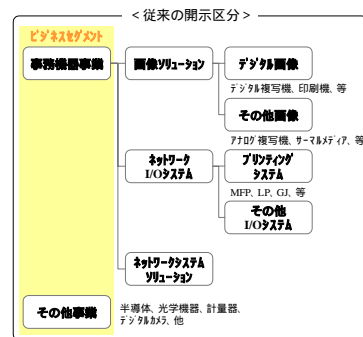 ＜従来の開示区分＞
ﾋﾞｼﾞﾈｽｾｸﾞﾒﾝﾄ
事務機器事業
画像ｿﾘｭｰｼｮﾝ
ﾃﾞｼﾞﾀﾙ画像
ﾃﾞｼﾞﾀﾙ複写機、印刷機、等
その他画像
ｱﾅﾛｸﾞ複写機、ｻｰﾏﾙﾒﾃﾞｨｱ、等
ﾈｯﾄﾜｰｸ
I/Oｼｽﾃﾑ
ﾌﾟﾘﾝﾃｨﾝｸﾞ
ｼｽﾃﾑ
MFP、LP、GJ、等
その他
I/Oｼｽﾃﾑ
ﾈｯﾄﾜｰｸｼｽﾃﾑ
ｿﾘｭｰｼｮﾝ
その他事業
半導体、光学機器、計量器、
ﾃﾞｼﾞﾀﾙｶﾒﾗ、他